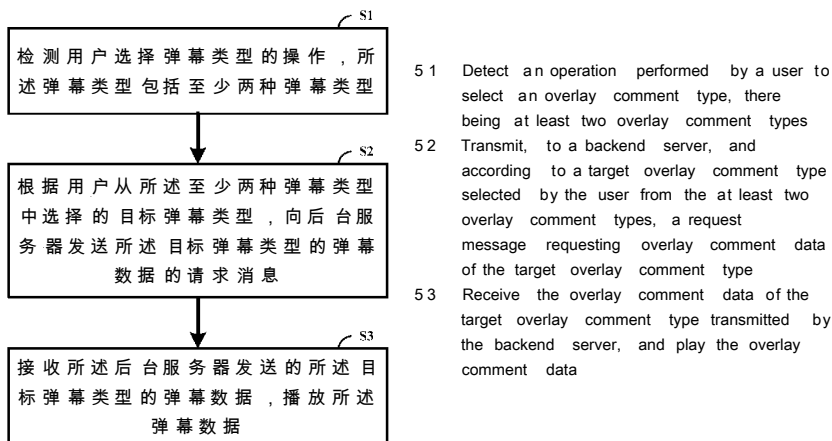 S1
检测用户选择弹幕类型的操作，所
述弹幕类型包括至少两种弹幕类型
S2
根据用户从所述至少两种弹幕类型
中选择的目标弹幕类型，向后台服
务器发送所述目标弹幕类型的弹幕
数据的请求消息
S3
接收所述后台服务器发送的所述目
标弹幕类型的弹幕数据，播放所述
弹幕数据
51 Detect an operation performed by a user to
select an overlay comment type, there
being at least two overlay comment types
52 Transmit, to a backend server, and
according to a target overlay comment type
selected by the user from the at least two
overlay comment types, a request
message requesting overlay comment data
of the target overlay comment type
53 Receive the overlay comment data of the
target overlay comment type transmitted by
the backend server, and play the overlay
comment data